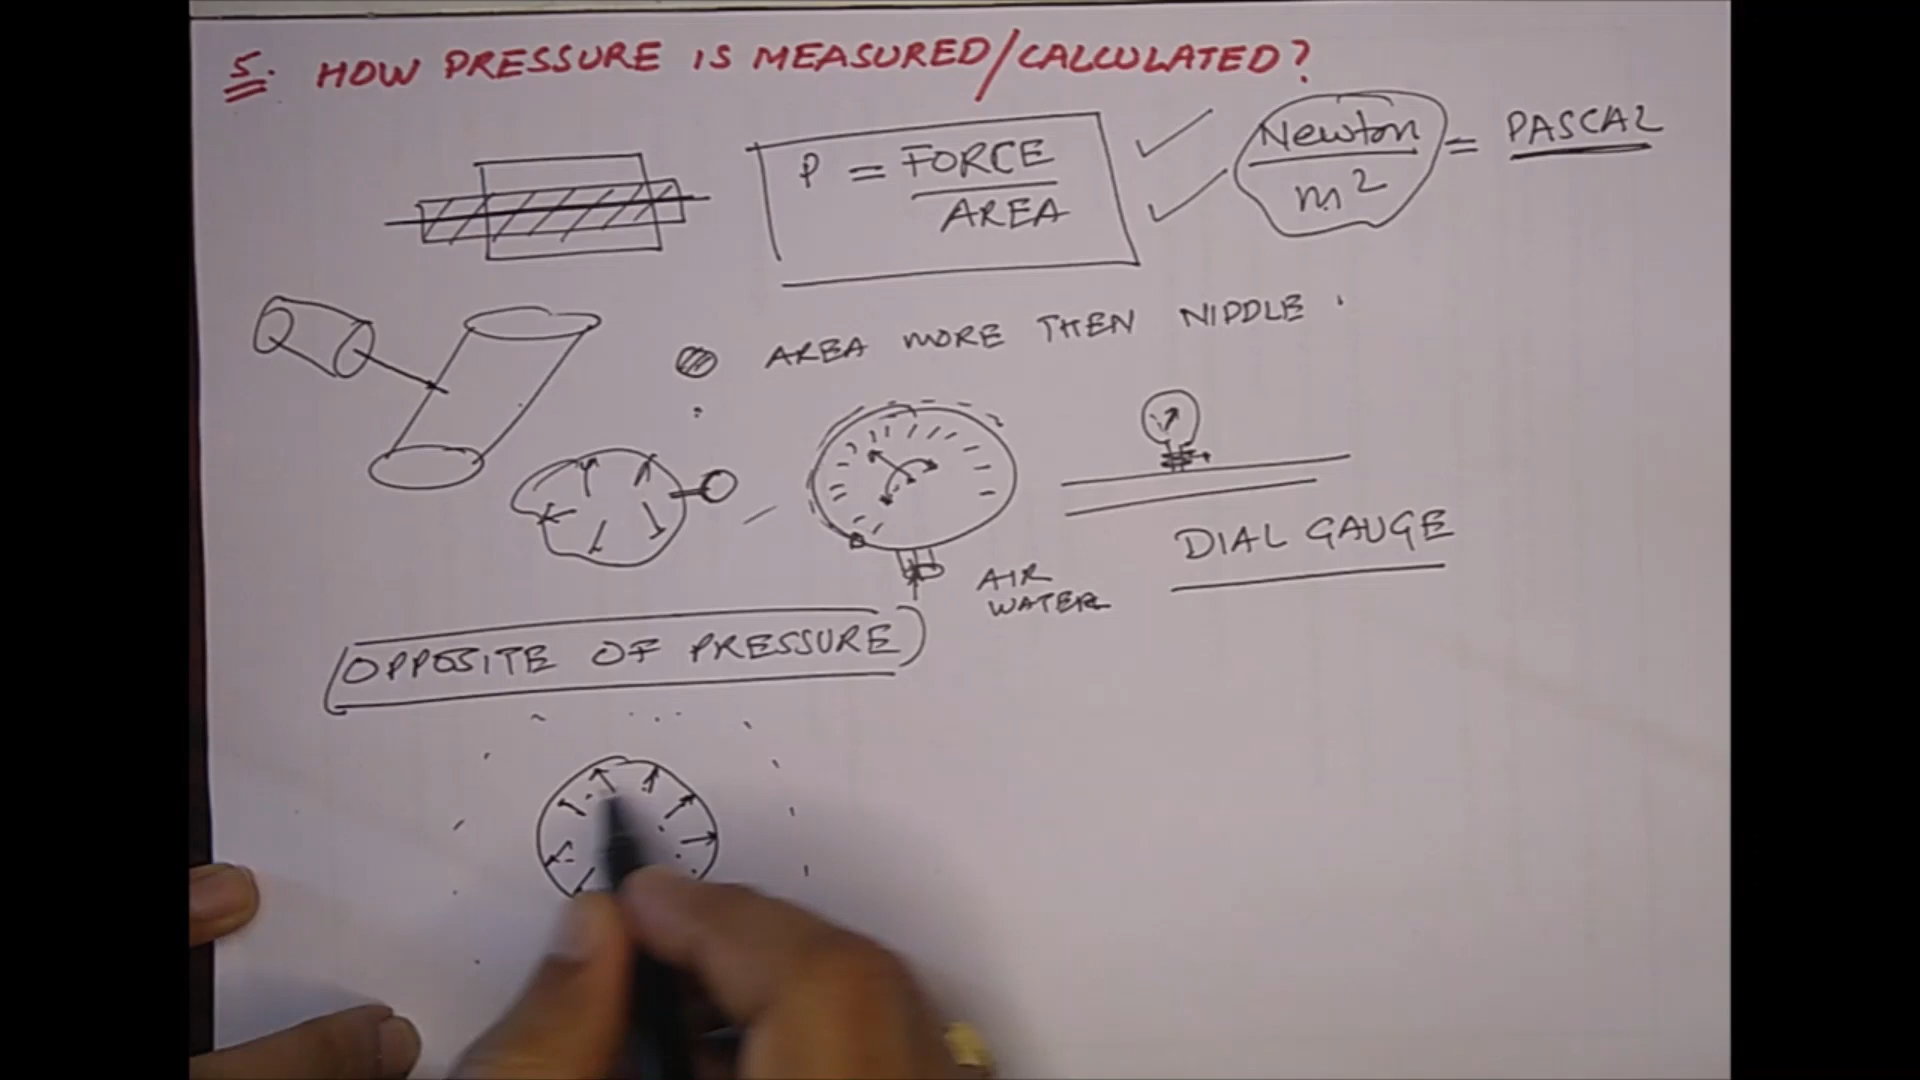 5. HOW PRESSURE IS MEASURED/CALCULATED?
P = FORCE
AREA
Newton
m²
= PASCAL
AREA MORE THEN NIDDLE
AIR
WATER
DIAL GAUGE
OPPOSITE OF PRESSURE